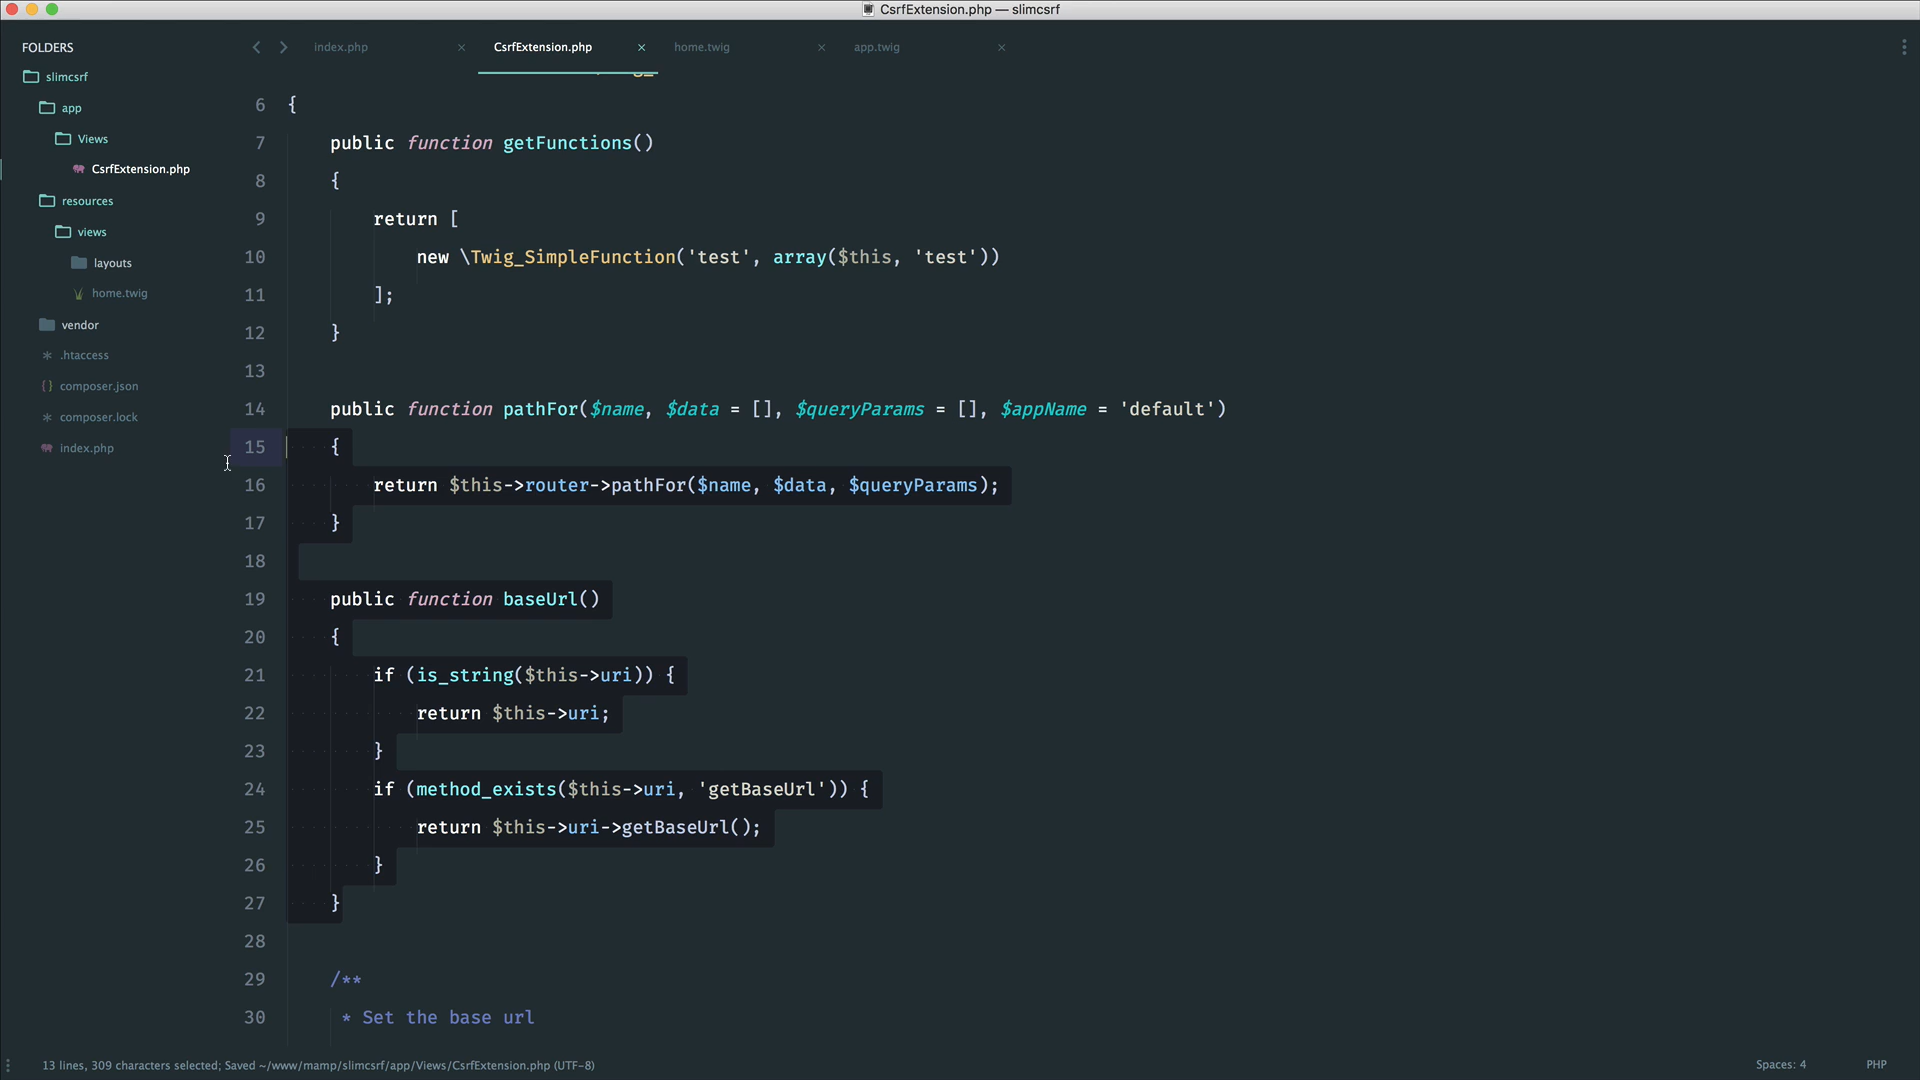 CsrfExtension.php — slimcsrf
FOLDERS
slimcsrf
app
Views
CsrfExtension.php
resources
views
layouts
home.twig
vendor
.htaccess
composer.json
composer.lock
index.php
index.php × CsrfExtension.php × home.twig × app.twig ×
6 {
7 public function getFunctions()
8 {
9 return [
10 new \Twig_SimpleFunction('test', array($this, 'test'))
11 ];
12 }
13
14 public function pathFor($name, $data = [], $queryParams = [], $appName = 'default')
15 {
16 return $this->router->pathFor($name, $data, $queryParams);
17 }
18
19 public function baseUrl()
20 {
21 if (is_string($this->uri)) {
22 return $this->uri;
23 }
24 if (method_exists($this->uri, 'getBaseUrl')) {
25 return $this->uri->getBaseUrl();
26 }
27 }
28
29 /**
30 * Set the base url
13 lines, 309 characters selected; Saved ~/www/mamp/slimcsrf/app/Views/CsrfExtension.php (UTF-8)
Spaces: 4 PHP